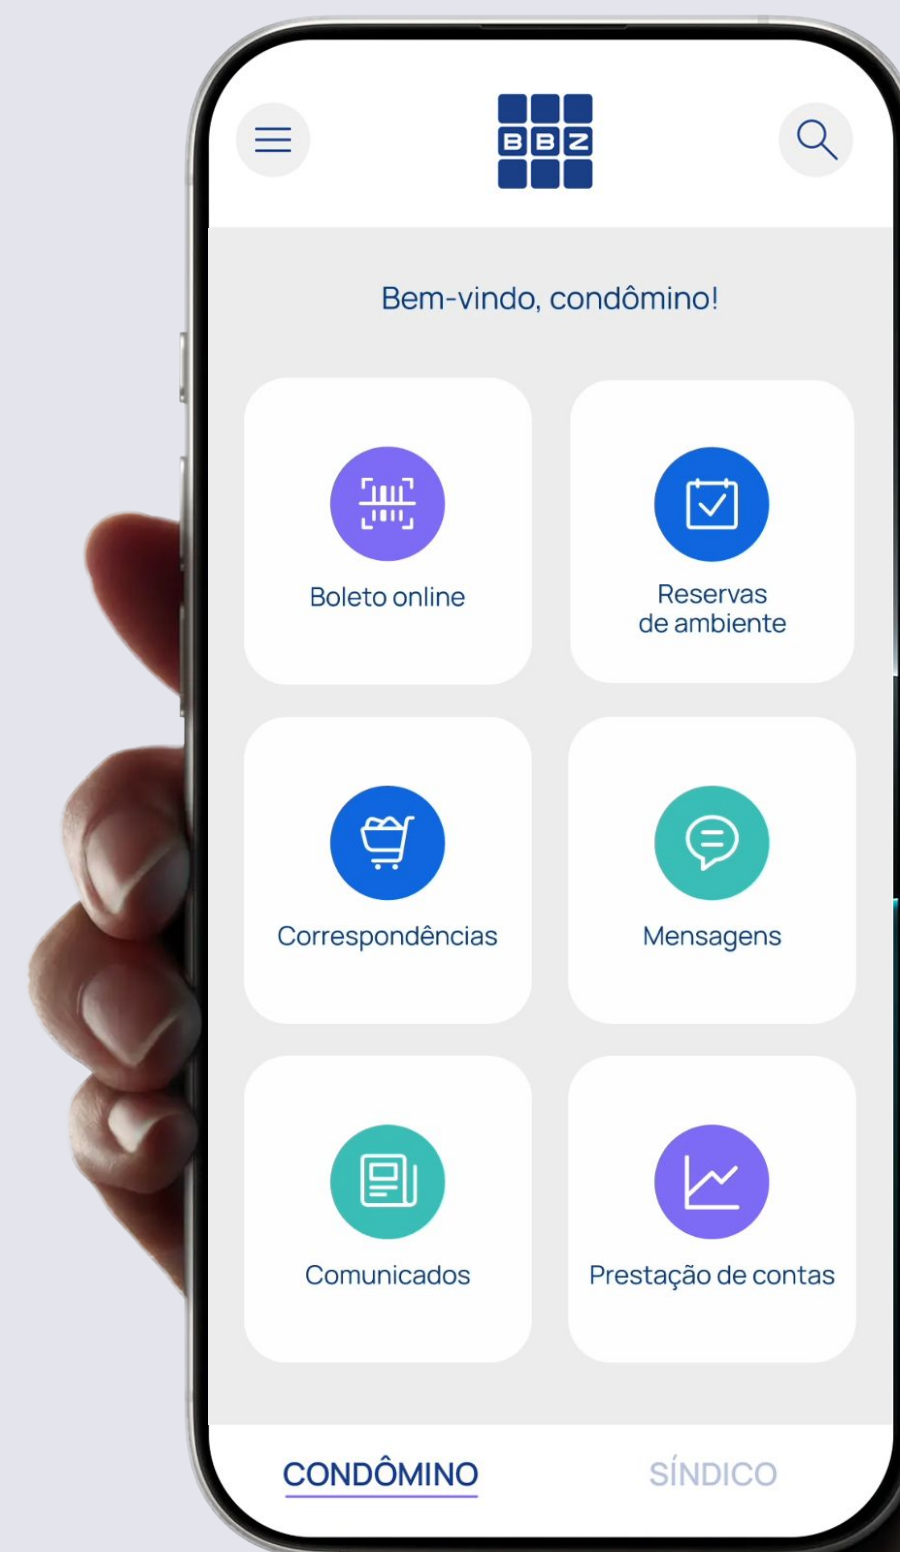 BBZ
Bem-vindo, condômino!
Boleto online
Reservas
de ambiente
Correspondências
Mensagens
Comunicados
Prestação de contas
CONDÔMINO
SÍNDICO